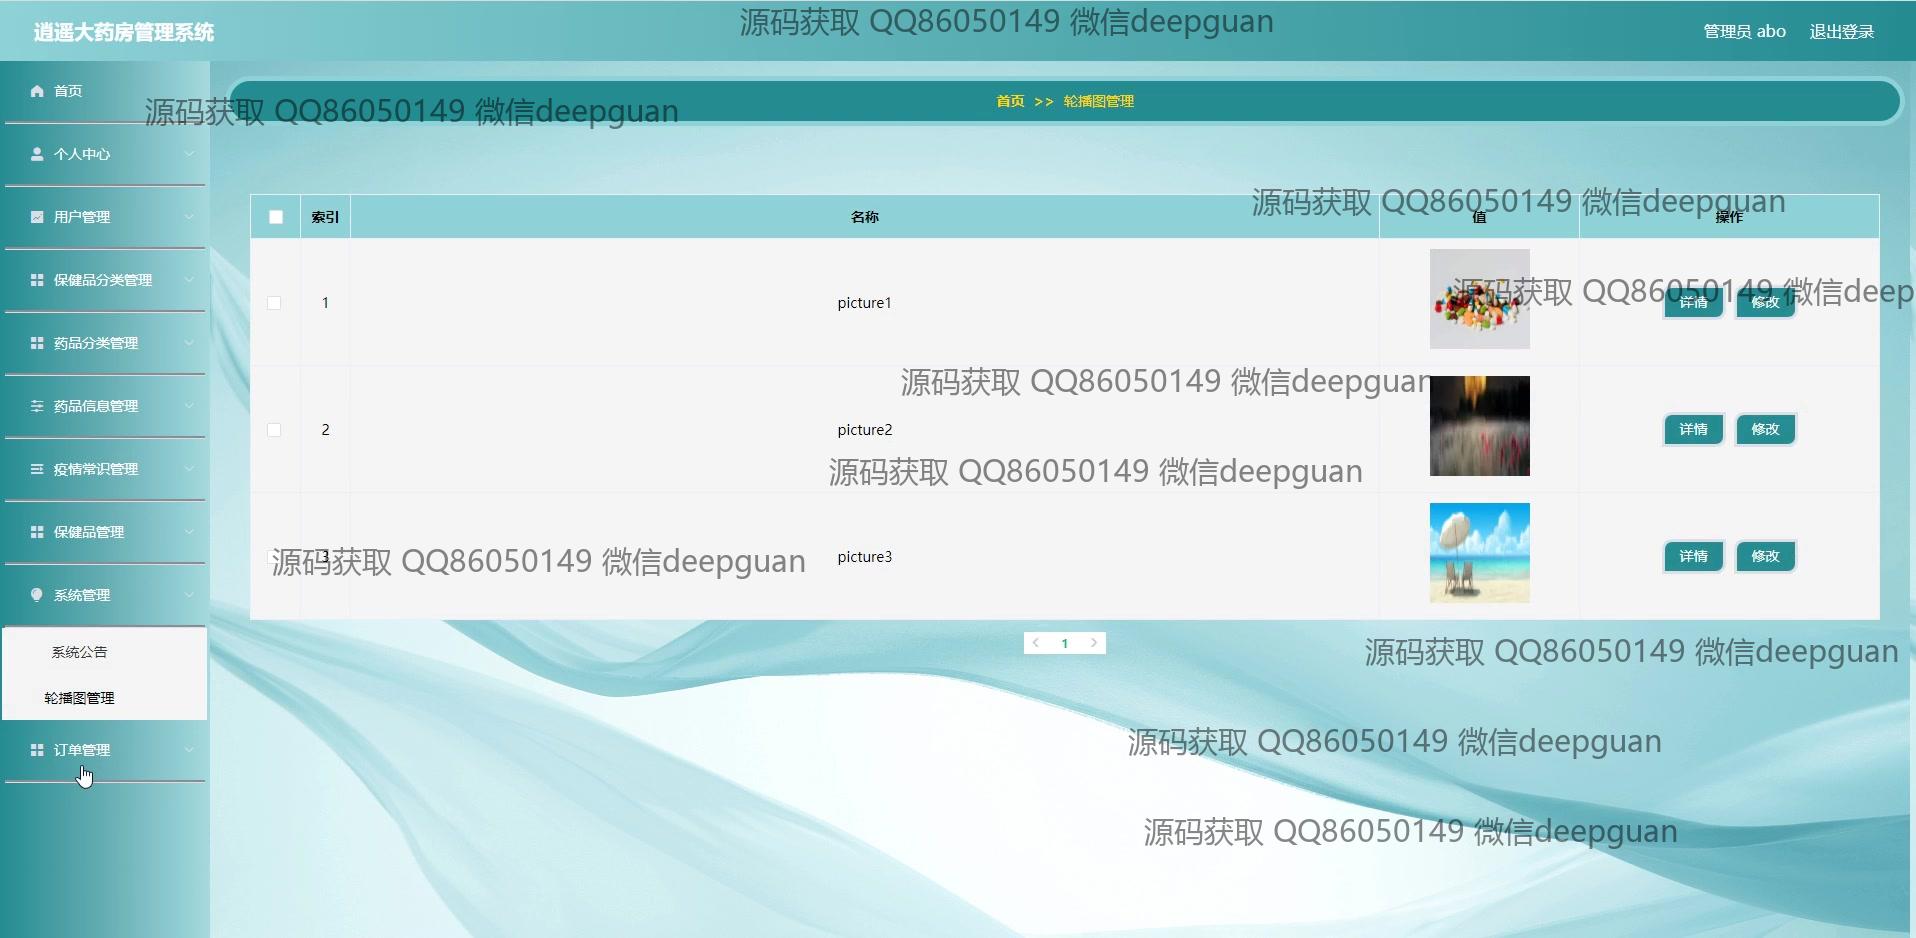 逍遥大药房管理系统
源码获取 QQ86050149 微信deepguan
管理员 abo
退出登录
首页
源码获取 QQ86050149 微信deepguan
首页 >> 轮播图管理
个人中心
用户管理
保健品分类管理
药品分类管理
药品信息管理
疫情常识管理
保健品管理
系统管理
系统公告
轮播图管理
订单管理
源码获取 QQ86050149 微信deepguan
索引 名称 值 操作
源码获取 QQ86050149 微信deep
1 picture1 详情 修改
源码获取 QQ86050149 微信deepguan
2 picture2 详情 修改
源码获取 QQ86050149 微信deepguan
3 picture3 详情 修改
源码获取 QQ86050149 微信deepguan
< 1 >
源码获取 QQ86050149 微信deepguan
源码获取 QQ86050149 微信deepguan
源码获取 QQ86050149 微信deepguan